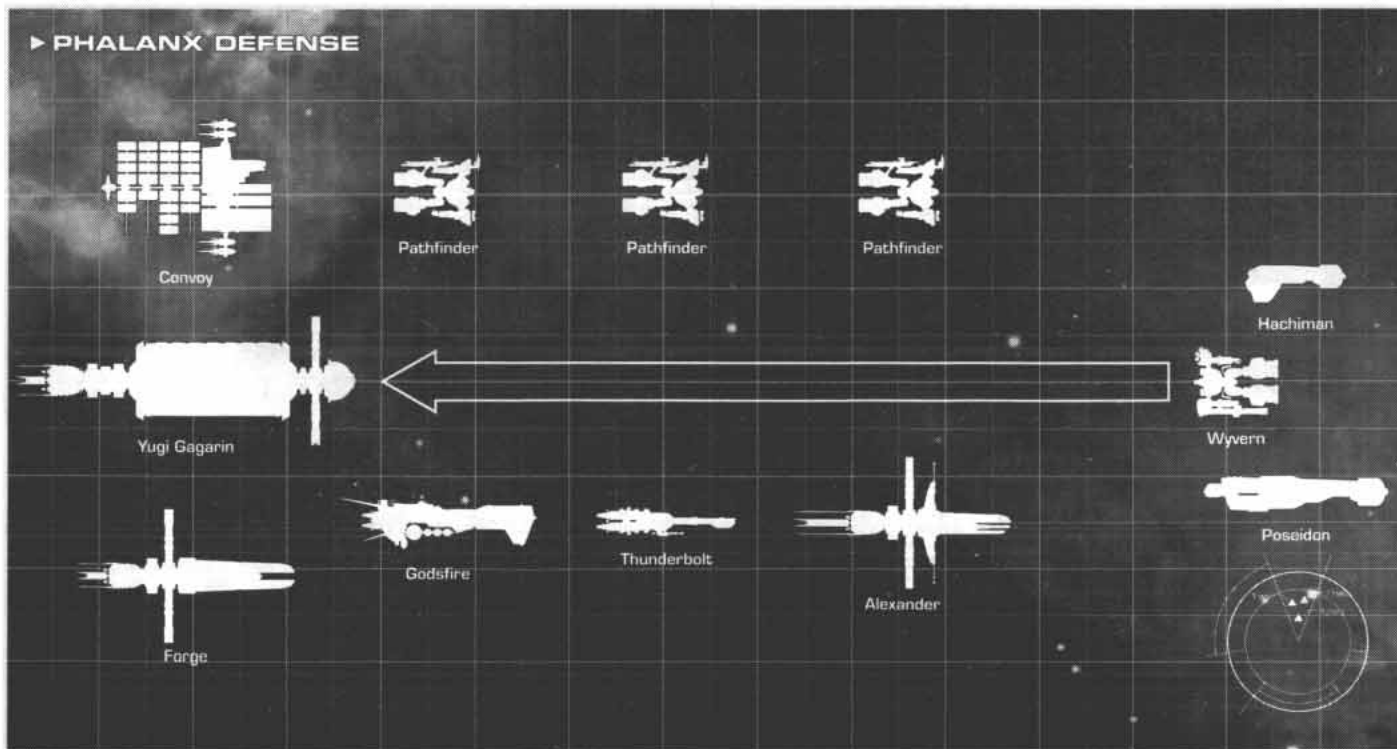 ▸ PHALANX DEFENSE
Pathfinder Pathfinder Pathfinder
Convoy
Hachiman
Yugi Gagarin
Wyvern
Godsfire
Thunderbolt
Poseidon
Alexander
Forge